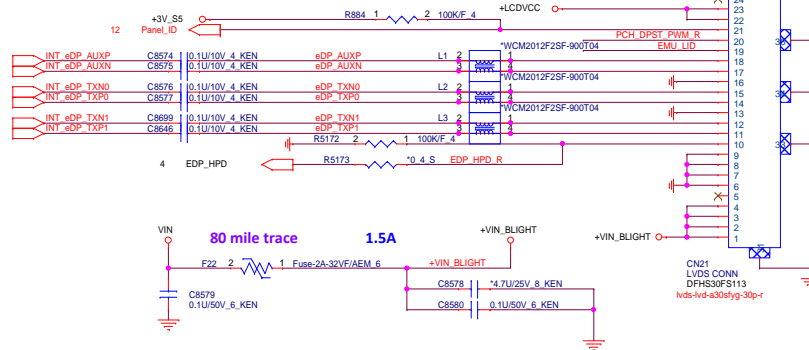 24
+LCDVCC
23
+3V_S5 R884 1 2 100K/F_4
22
12 Panel_ID
21
PCH_DPST_PWM_R 20
EMU_LID 19
*WCM2012F2SF-900T04
INT_eDP_AUXP C8574 0.1U/10V_4_KEN eDP_AUXP L1 2 1 18
INT_eDP_AUXN C8575 0.1U/10V_4_KEN eDP_AUXN 3 4 17
*WCM2012F2SF-900T04 16
INT_eDP_TXN0 C8576 0.1U/10V_4_KEN eDP_TXN0 L2 2 1 15
INT_eDP_TXP0 C8577 0.1U/10V_4_KEN eDP_TXP0 3 4 14
*WCM2012F2SF-900T04 13
INT_eDP_TXN1 C8699 0.1U/10V_4_KEN eDP_TXN1 L3 2 1 12
INT_eDP_TXP1 C8646 0.1U/10V_4_KEN eDP_TXP1 3 4 11
R5172 2 1 100K/F_4 10
9
4 EDP_HPD R5173 *0_4_S EDP_HPD_R 8
7
6
5
4
3
2
+VIN_BLIGHT 1
VIN 80 mile trace 1.5A +VIN_BLIGHT
F22 2 1 Fuse-2A-32VF/AEM_6 +VIN_BLIGHT
CN21
LVDS CONN
DFHS30FS113
lvds-lvd-a30sfyg-30p-r
C8579
0.1U/50V_6_KEN
C8578 *4.7U/25V_8_KEN
C8580 0.1U/50V_6_KEN